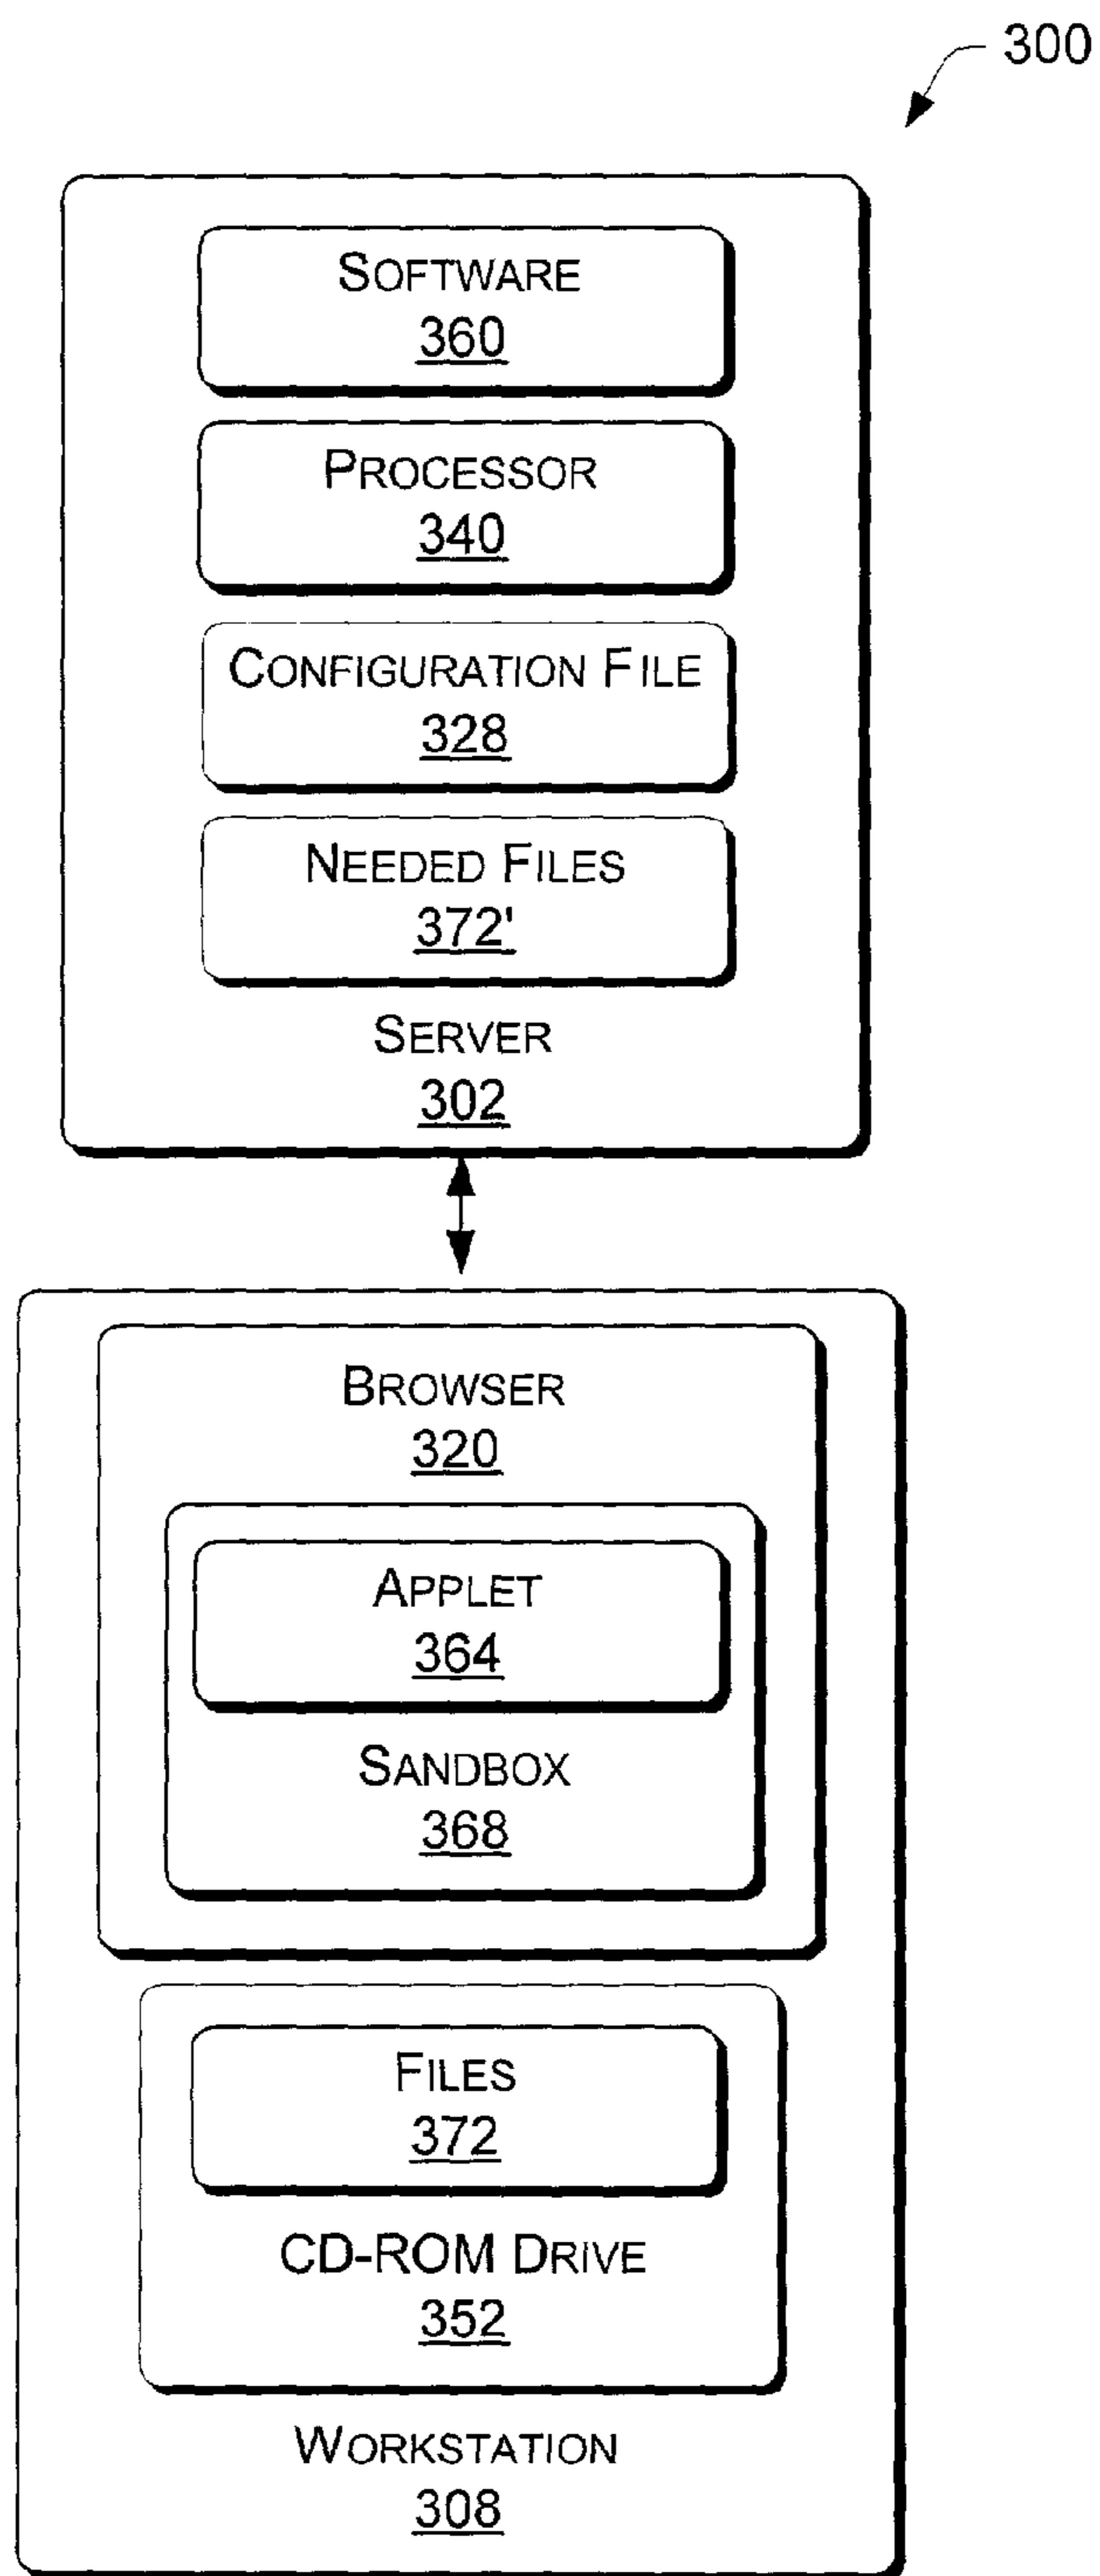 300
SOFTWARE
360
PROCESSOR
340
CONFIGURATION FILE
328
NEEDED FILES
372'
SERVER
302
BROWSER
320
APPLET
364
SANDBOX
368
FILES
372
CD-ROM DRIVE
352
WORKSTATION
308